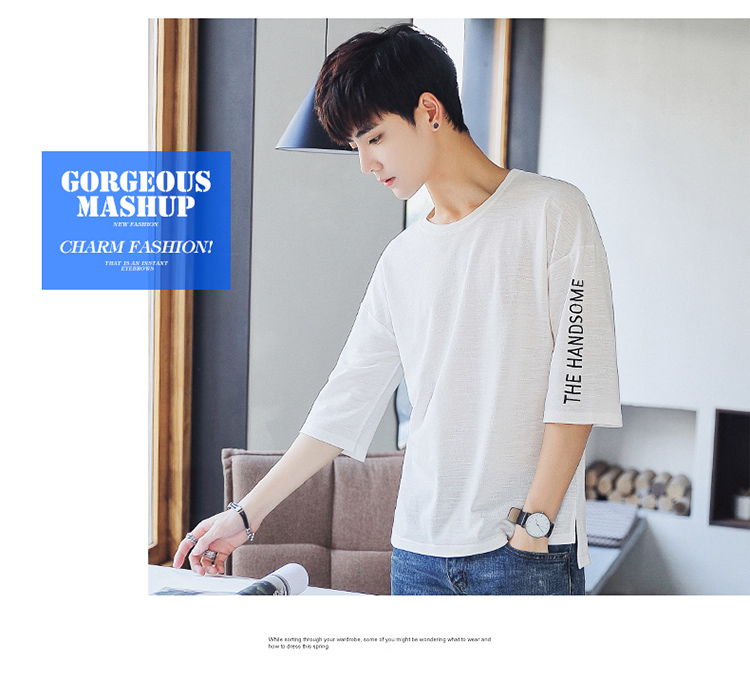 GORGEOUS
MASHUP
NEW FASHION
CHARM FASHION!
THAT IS AN INSTANT
EYEBROWS
THE HANDSOME
While sorting through your wardrobe, some of you might be wondering what to wear and
how to dress this spring